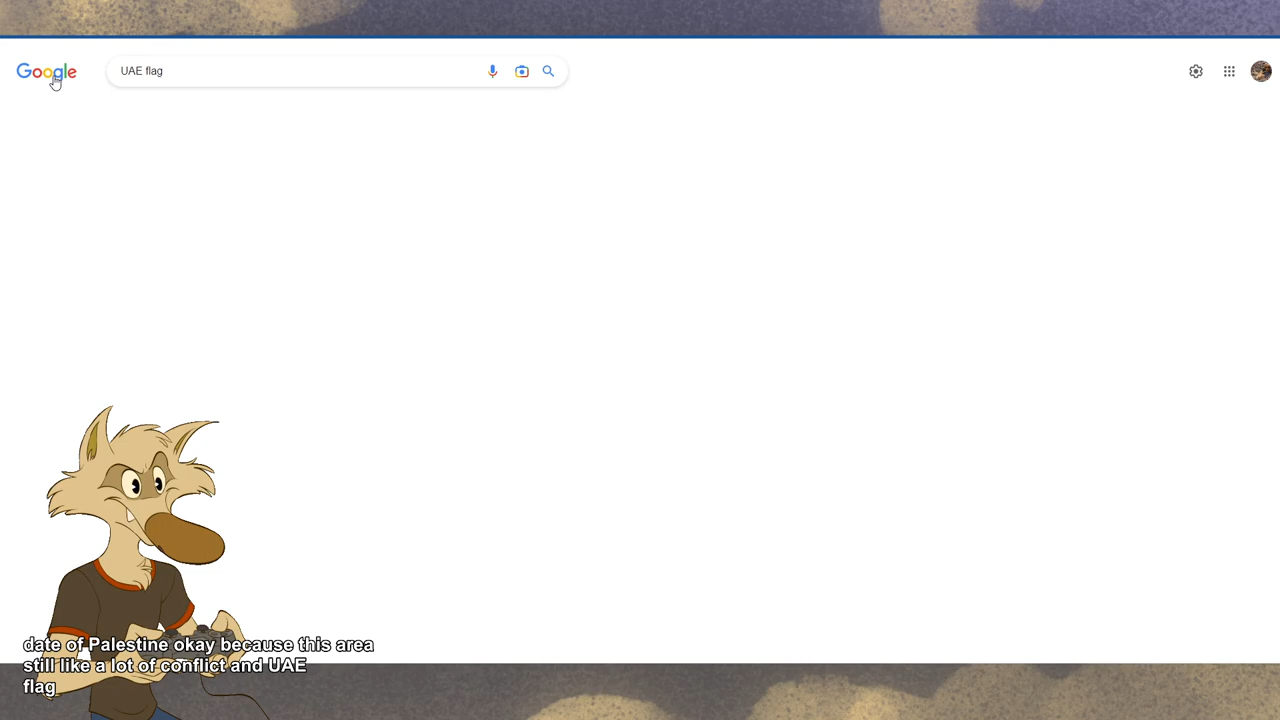 Google
UAE flag
date of Palestine okay because this area
still like a lot of conflict and UAE
flag